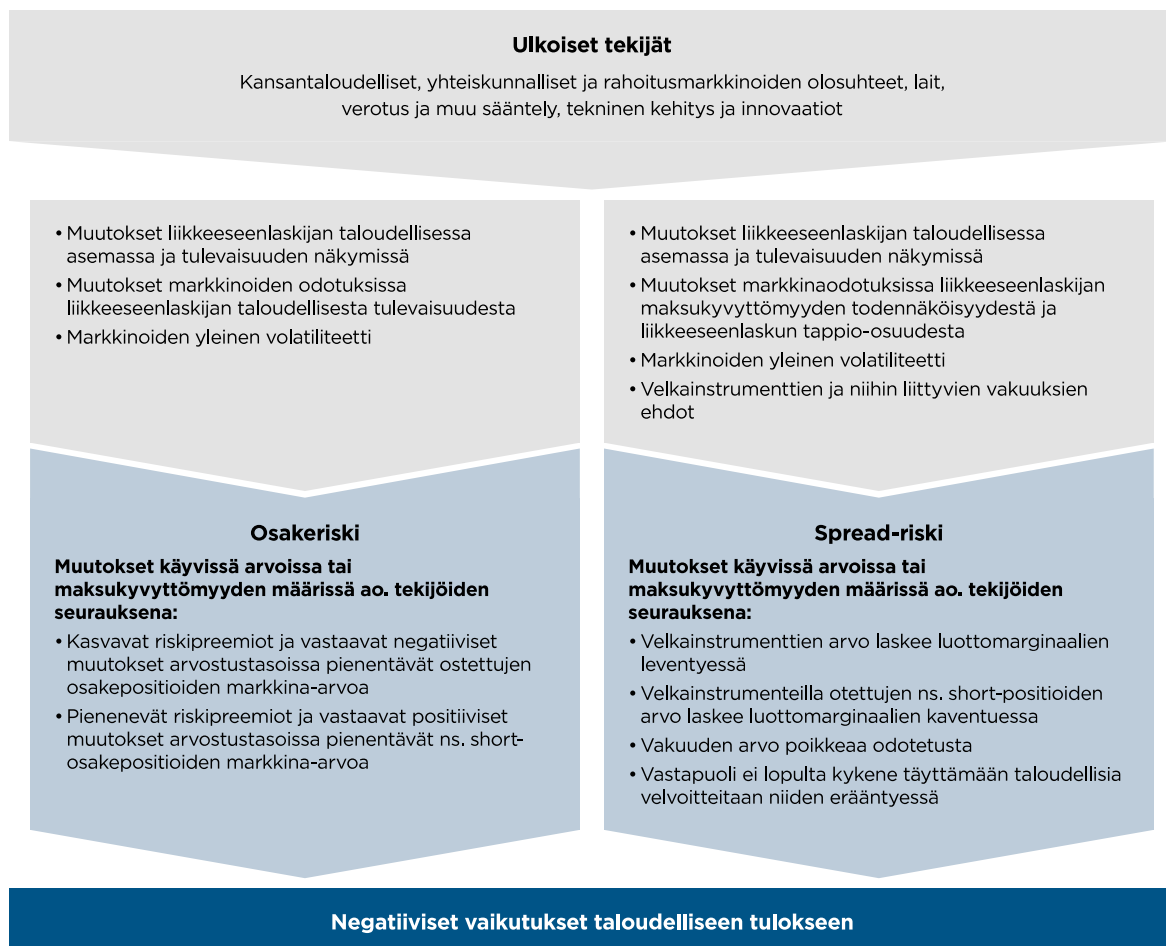 Ulkoiset tekijät
Kansantaloudelliset, yhteiskunnalliset ja rahoitusmarkkinoiden olosuhteet, lait,
verotus ja muu sääntely, tekninen kehitys ja innovaatiot
• Muutokset liikkeeseenlaskijan taloudellisessa
asemassa ja tulevaisuuden näkymissä
• Muutokset markkinoiden odotuksissa
liikkeeseenlaskijan taloudellisesta tulevaisuudesta
• Markkinoiden yleinen volatiliteetti
• Muutokset liikkeeseenlaskijan taloudellisessa
asemassa ja tulevaisuuden näkymissä
• Muutokset markkinaodotuksissa liikkeeseenlaskijan
maksukyvyttömyyden todennäköisyydestä ja
liikkeeseenlaskun tappio-osuudesta
• Markkinoiden yleinen volatiliteetti
• Velkainstrumenttien ja niihin liittyvien vakuuksien
ehdot
Osakeriski
Muutokset käyvissä arvoissa tai
maksukyvyttömyyden määrissä ao. tekijöiden
seurauksena:
• Kasvavat riskipreemiot ja vastaavat negatiiviset
muutokset arvostustasoissa pienentävät ostettujen
osakepositioiden markkina-arvoa
• Pienenevät riskipreemiot ja vastaavat positiiviset
muutokset arvostustasoissa pienentävät ns. short-
osakepositioiden markkina-arvoa
Spread-riski
Muutokset käyvissä arvoissa tai
maksukyvyttömyyden määrissä ao. tekijöiden
seurauksena:
• Velkainstrumenttien arvo laskee luottomarginaalien
leventyessä
• Velkainstrumenteilla otettujen ns. short-positioiden
arvo laskee luottomarginaalien kaventuessa
• Vakuuden arvo poikkeaa odotetusta
• Vastapuoli ei lopulta kykene täyttämään taloudellisia
velvoitteitaan niiden erääntyessä
Negatiiviset vaikutukset taloudelliseen tulokseen